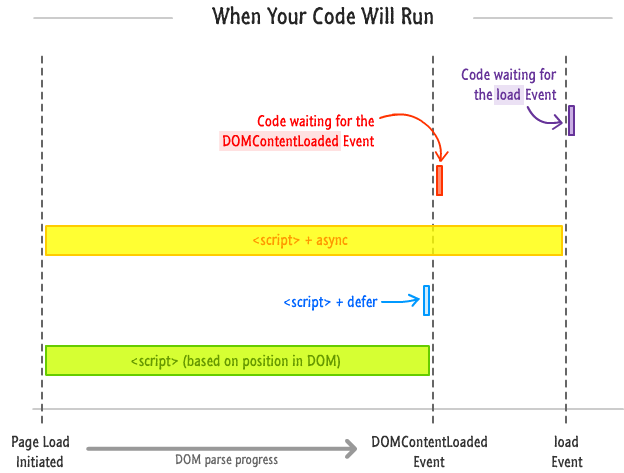 When Your Code Will Run
Code waiting for
the load Event
Code waiting for the
DOMContentLoaded Event
<script> + async
<script> + defer
<script> (based on position in DOM)
Page Load
Initiated
DOM parse progress
DOMContentLoaded
Event
load
Event